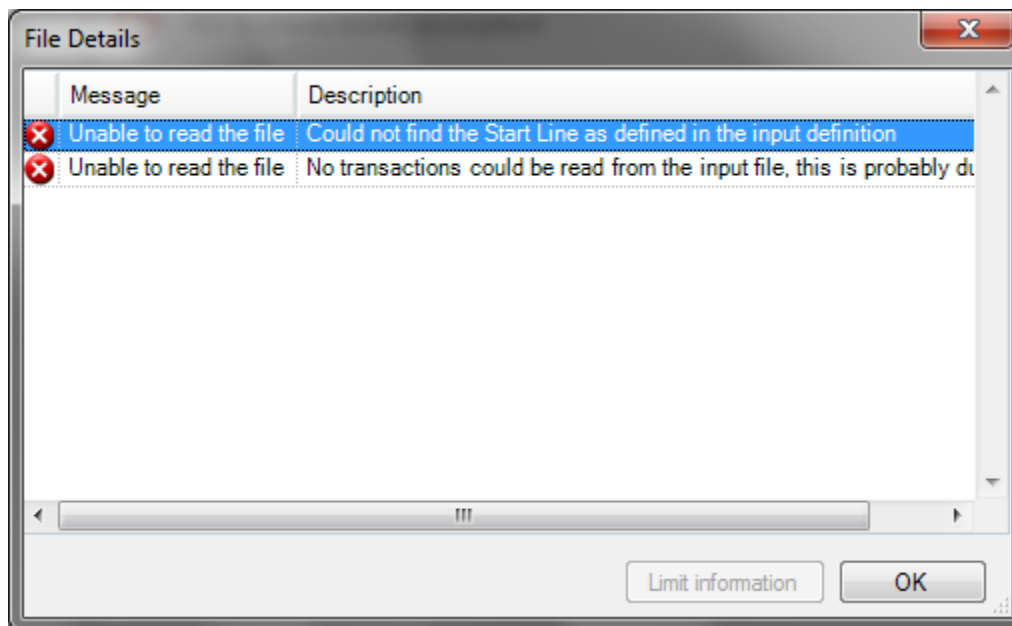 File Details
Message Description
Unable to read the file Could not find the Start Line as defined in the input definition
Unable to read the file No transactions could be read from the input file, this is probably
Limit information OK